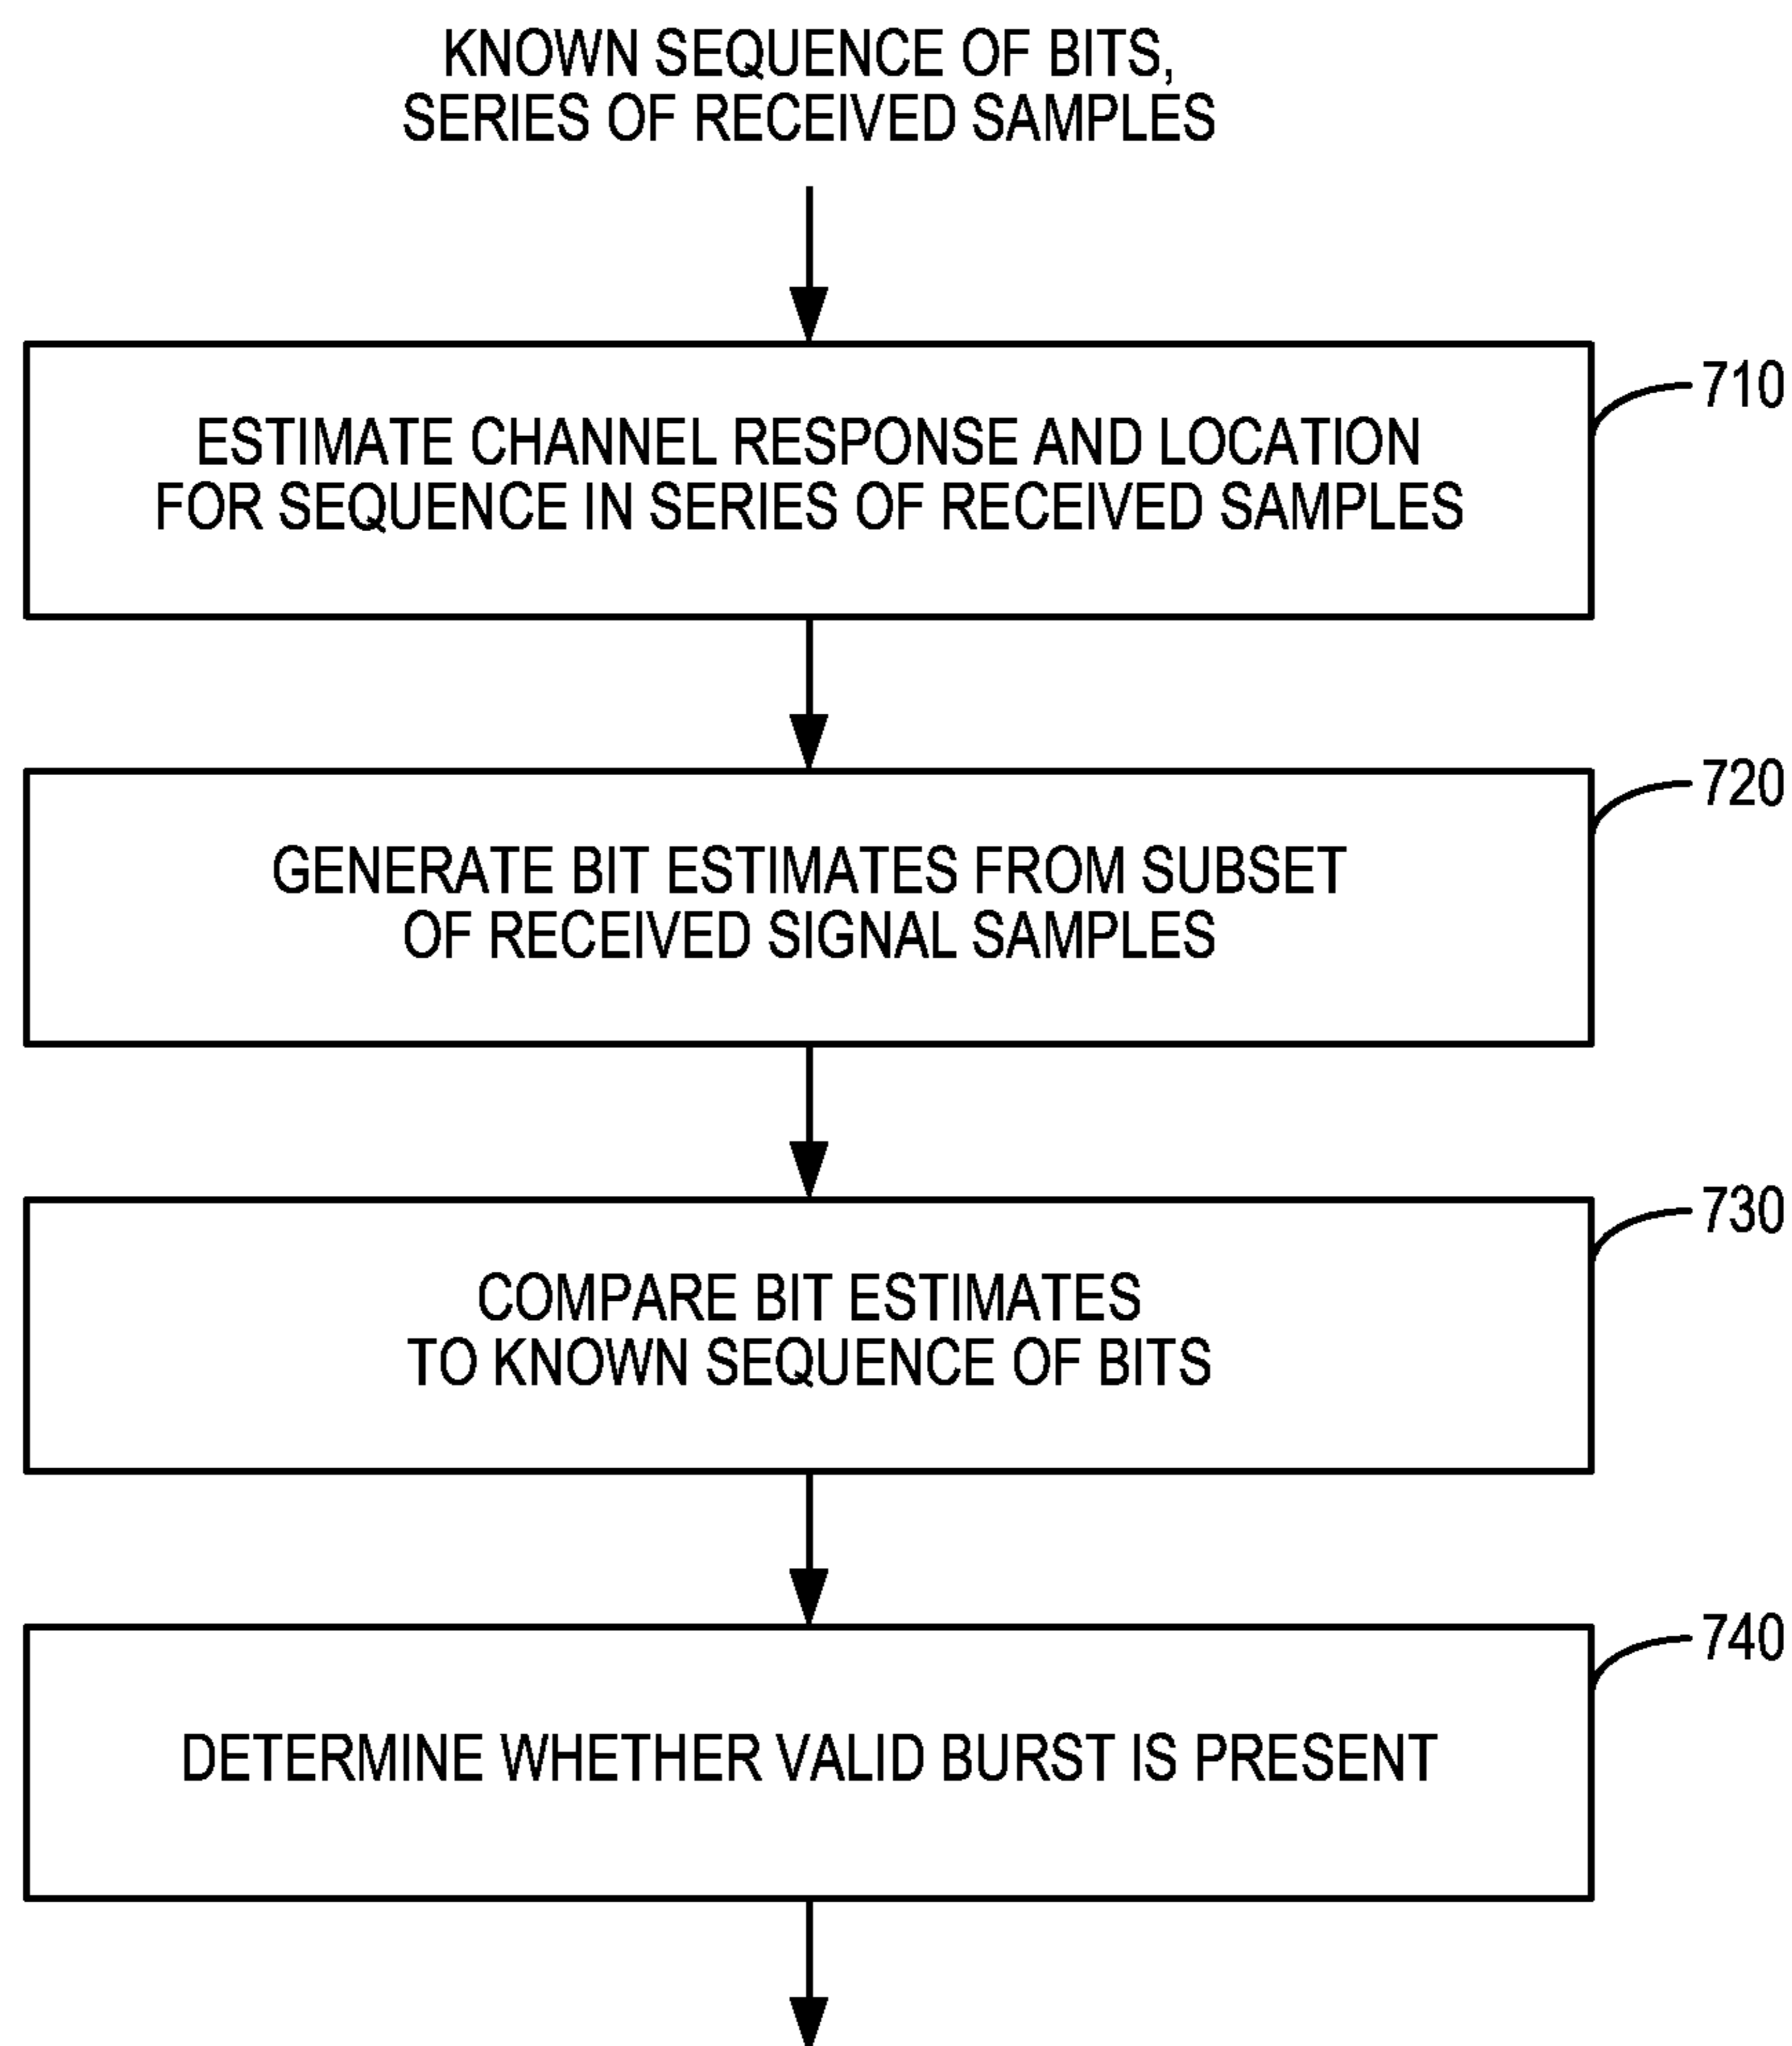 KNOWN SEQUENCE OF BITS,
SERIES OF RECEIVED SAMPLES
710
ESTIMATE CHANNEL RESPONSE AND LOCATION
FOR SEQUENCE IN SERIES OF RECEIVED SAMPLES
720
GENERATE BIT ESTIMATES FROM SUBSET
OF RECEIVED SIGNAL SAMPLES
730
COMPARE BIT ESTIMATES
TO KNOWN SEQUENCE OF BITS
740
DETERMINE WHETHER VALID BURST IS PRESENT